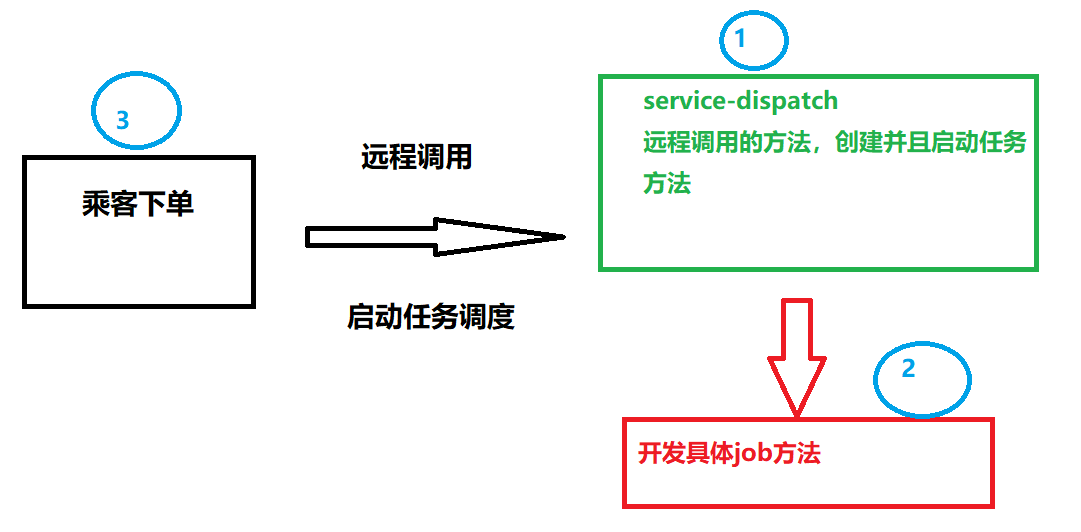 1
3
service-dispatch
远程调用的方法，创建并且启动任务
方法
远程调用
乘客下单
启动任务调度
2
开发具体job方法